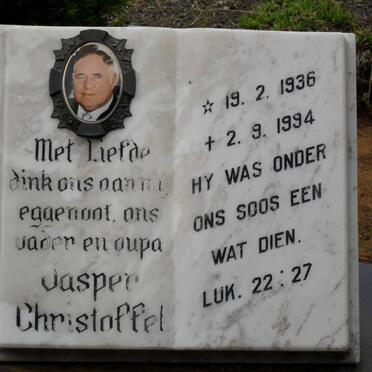 Met Liefde
dink ons aan my
eggenoot, ons
vader en oupa
Jasper
Christoffel
☆ 19. 2. 1936
✝ 2. 9. 1994
HY WAS ONDER
ONS SOOS EEN
WAT DIEN.
LUK. 22:27